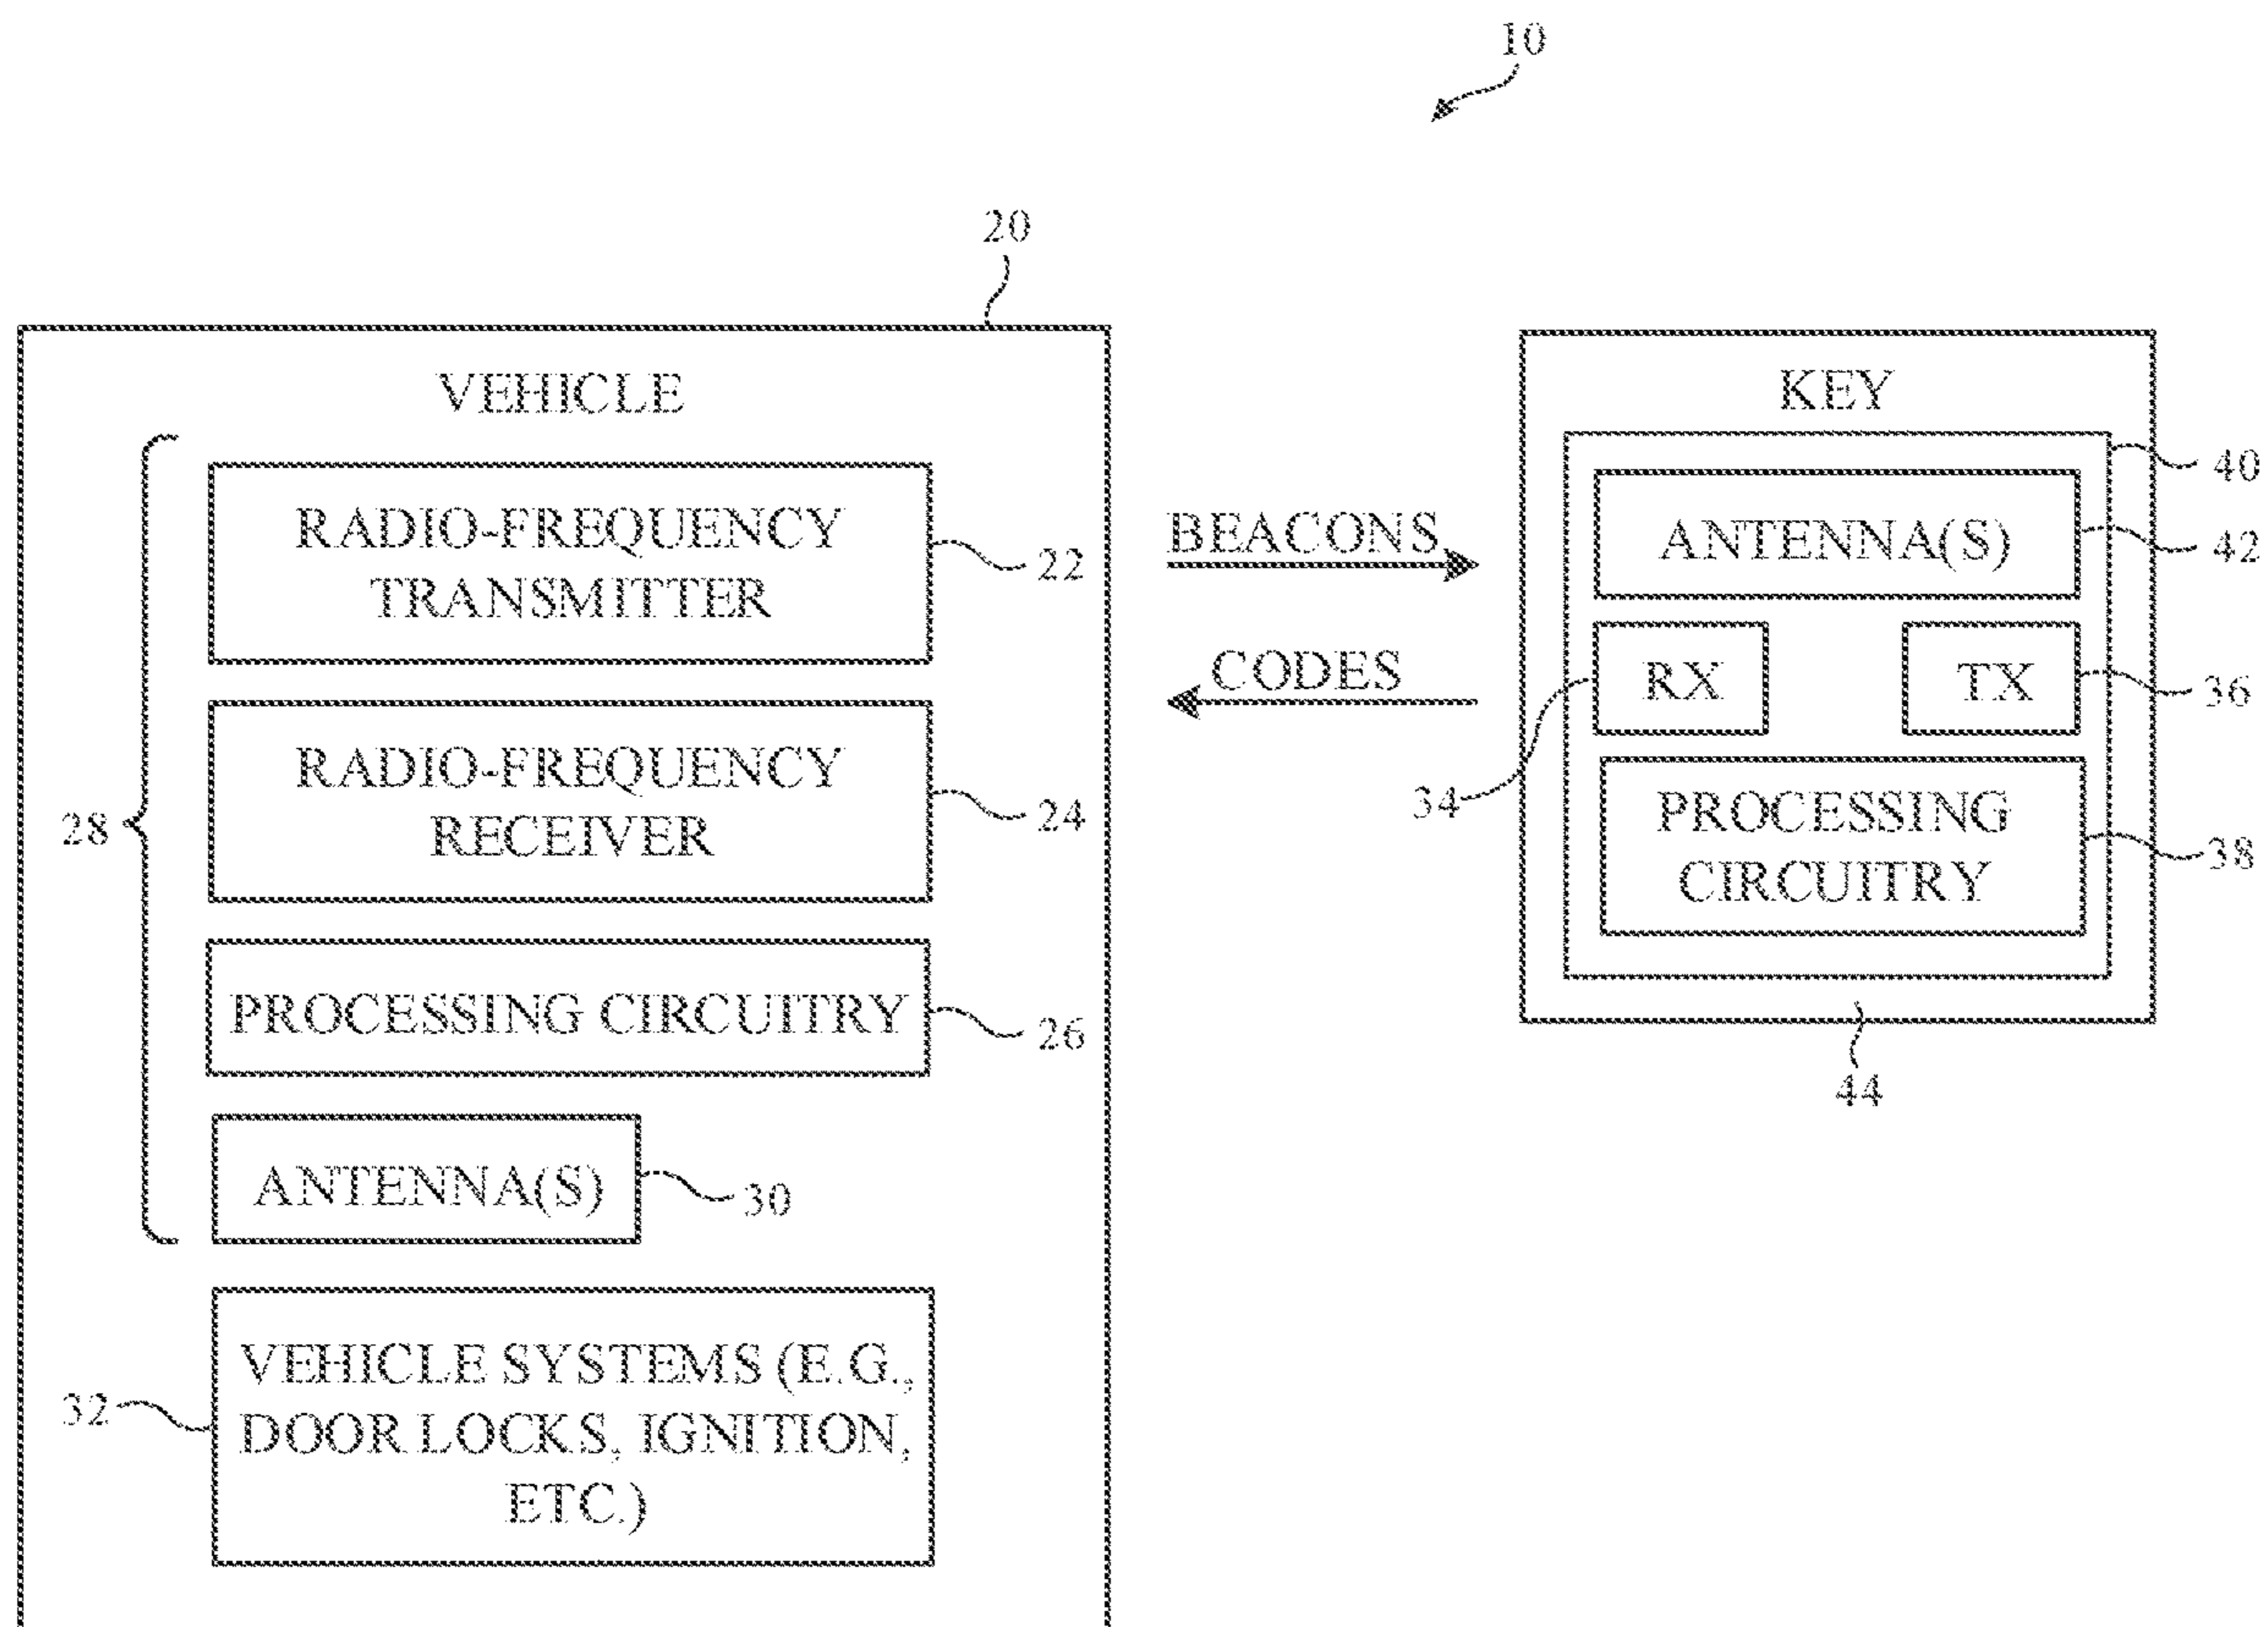 10
20
VEHICLE
RADIO-FREQUENCY
TRANSMITTER
22
RADIO-FREQUENCY
RECEIVER
24
28
PROCESSING CIRCUITRY
26
ANTENNA(S)
30
VEHICLE SYSTEMS (E.G.,
DOOR LOCKS, IGNITION,
ETC.)
32
BEACONS
CODES
KEY
40
ANTENNA(S)
42
RX
TX
36
34
PROCESSING
CIRCUITRY
38
44